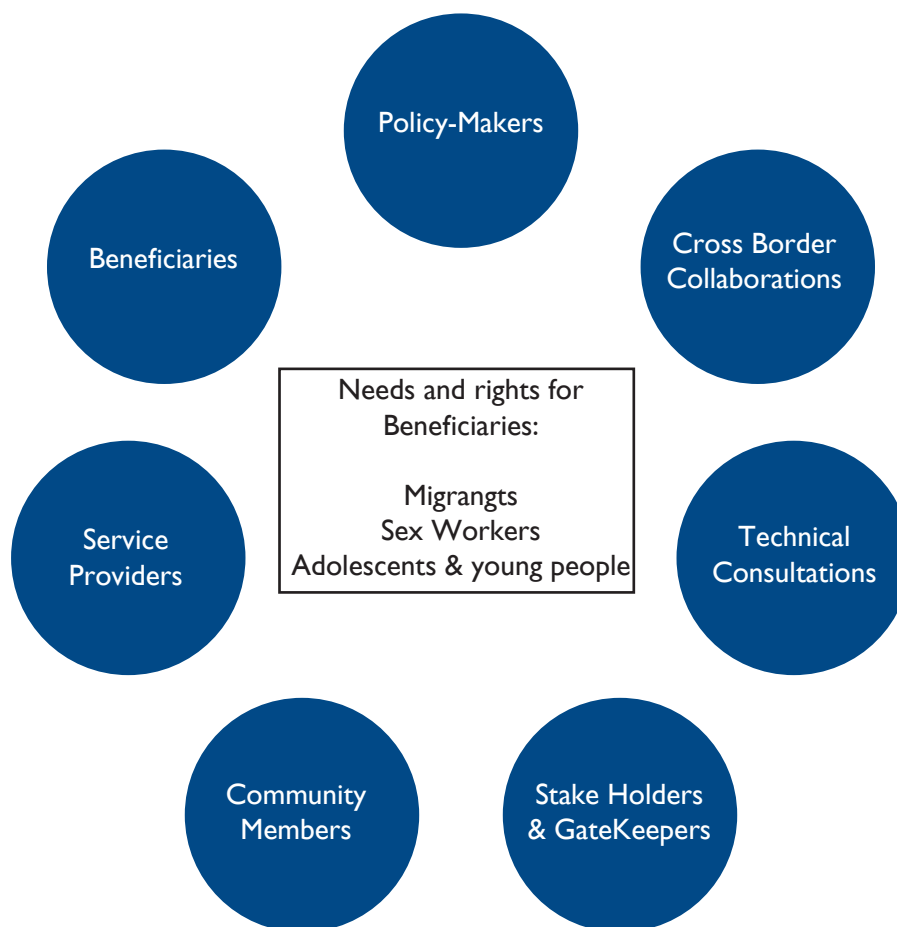 Policy-Makers
Beneficiaries
Cross Border
Collaborations
Needs and rights for
Beneficiaries:
Migrangts
Sex Workers
Adolescents & young people
Service
Providers
Technical
Consultations
Community
Members
Stake Holders
& GateKeepers